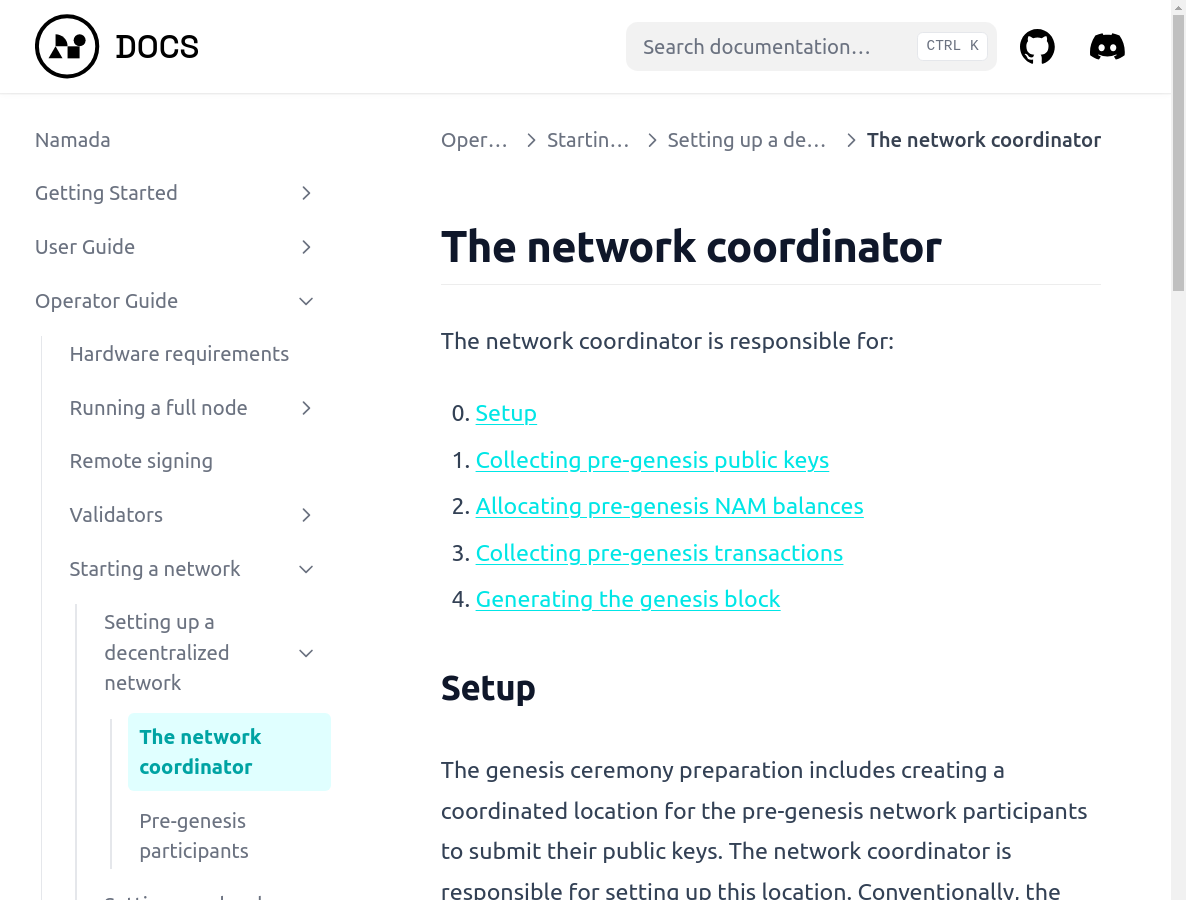 DOCS
Search documentation…
CTRL K
Namada
Getting Started
User Guide
Operator Guide
Hardware requirements
Running a full node
Remote signing
Validators
Starting a network
Setting up a
decentralized
network
The network
coordinator
Pre-genesis
participants
Oper…
Startin…
Setting up a de…
The network coordinator
The network coordinator
The network coordinator is responsible for:
0. Setup
1. Collecting pre-genesis public keys
2. Allocating pre-genesis NAM balances
3. Collecting pre-genesis transactions
4. Generating the genesis block
Setup
The genesis ceremony preparation includes creating a
coordinated location for the pre-genesis network participants
to submit their public keys. The network coordinator is
responsible for setting up this location. Conventionally, the